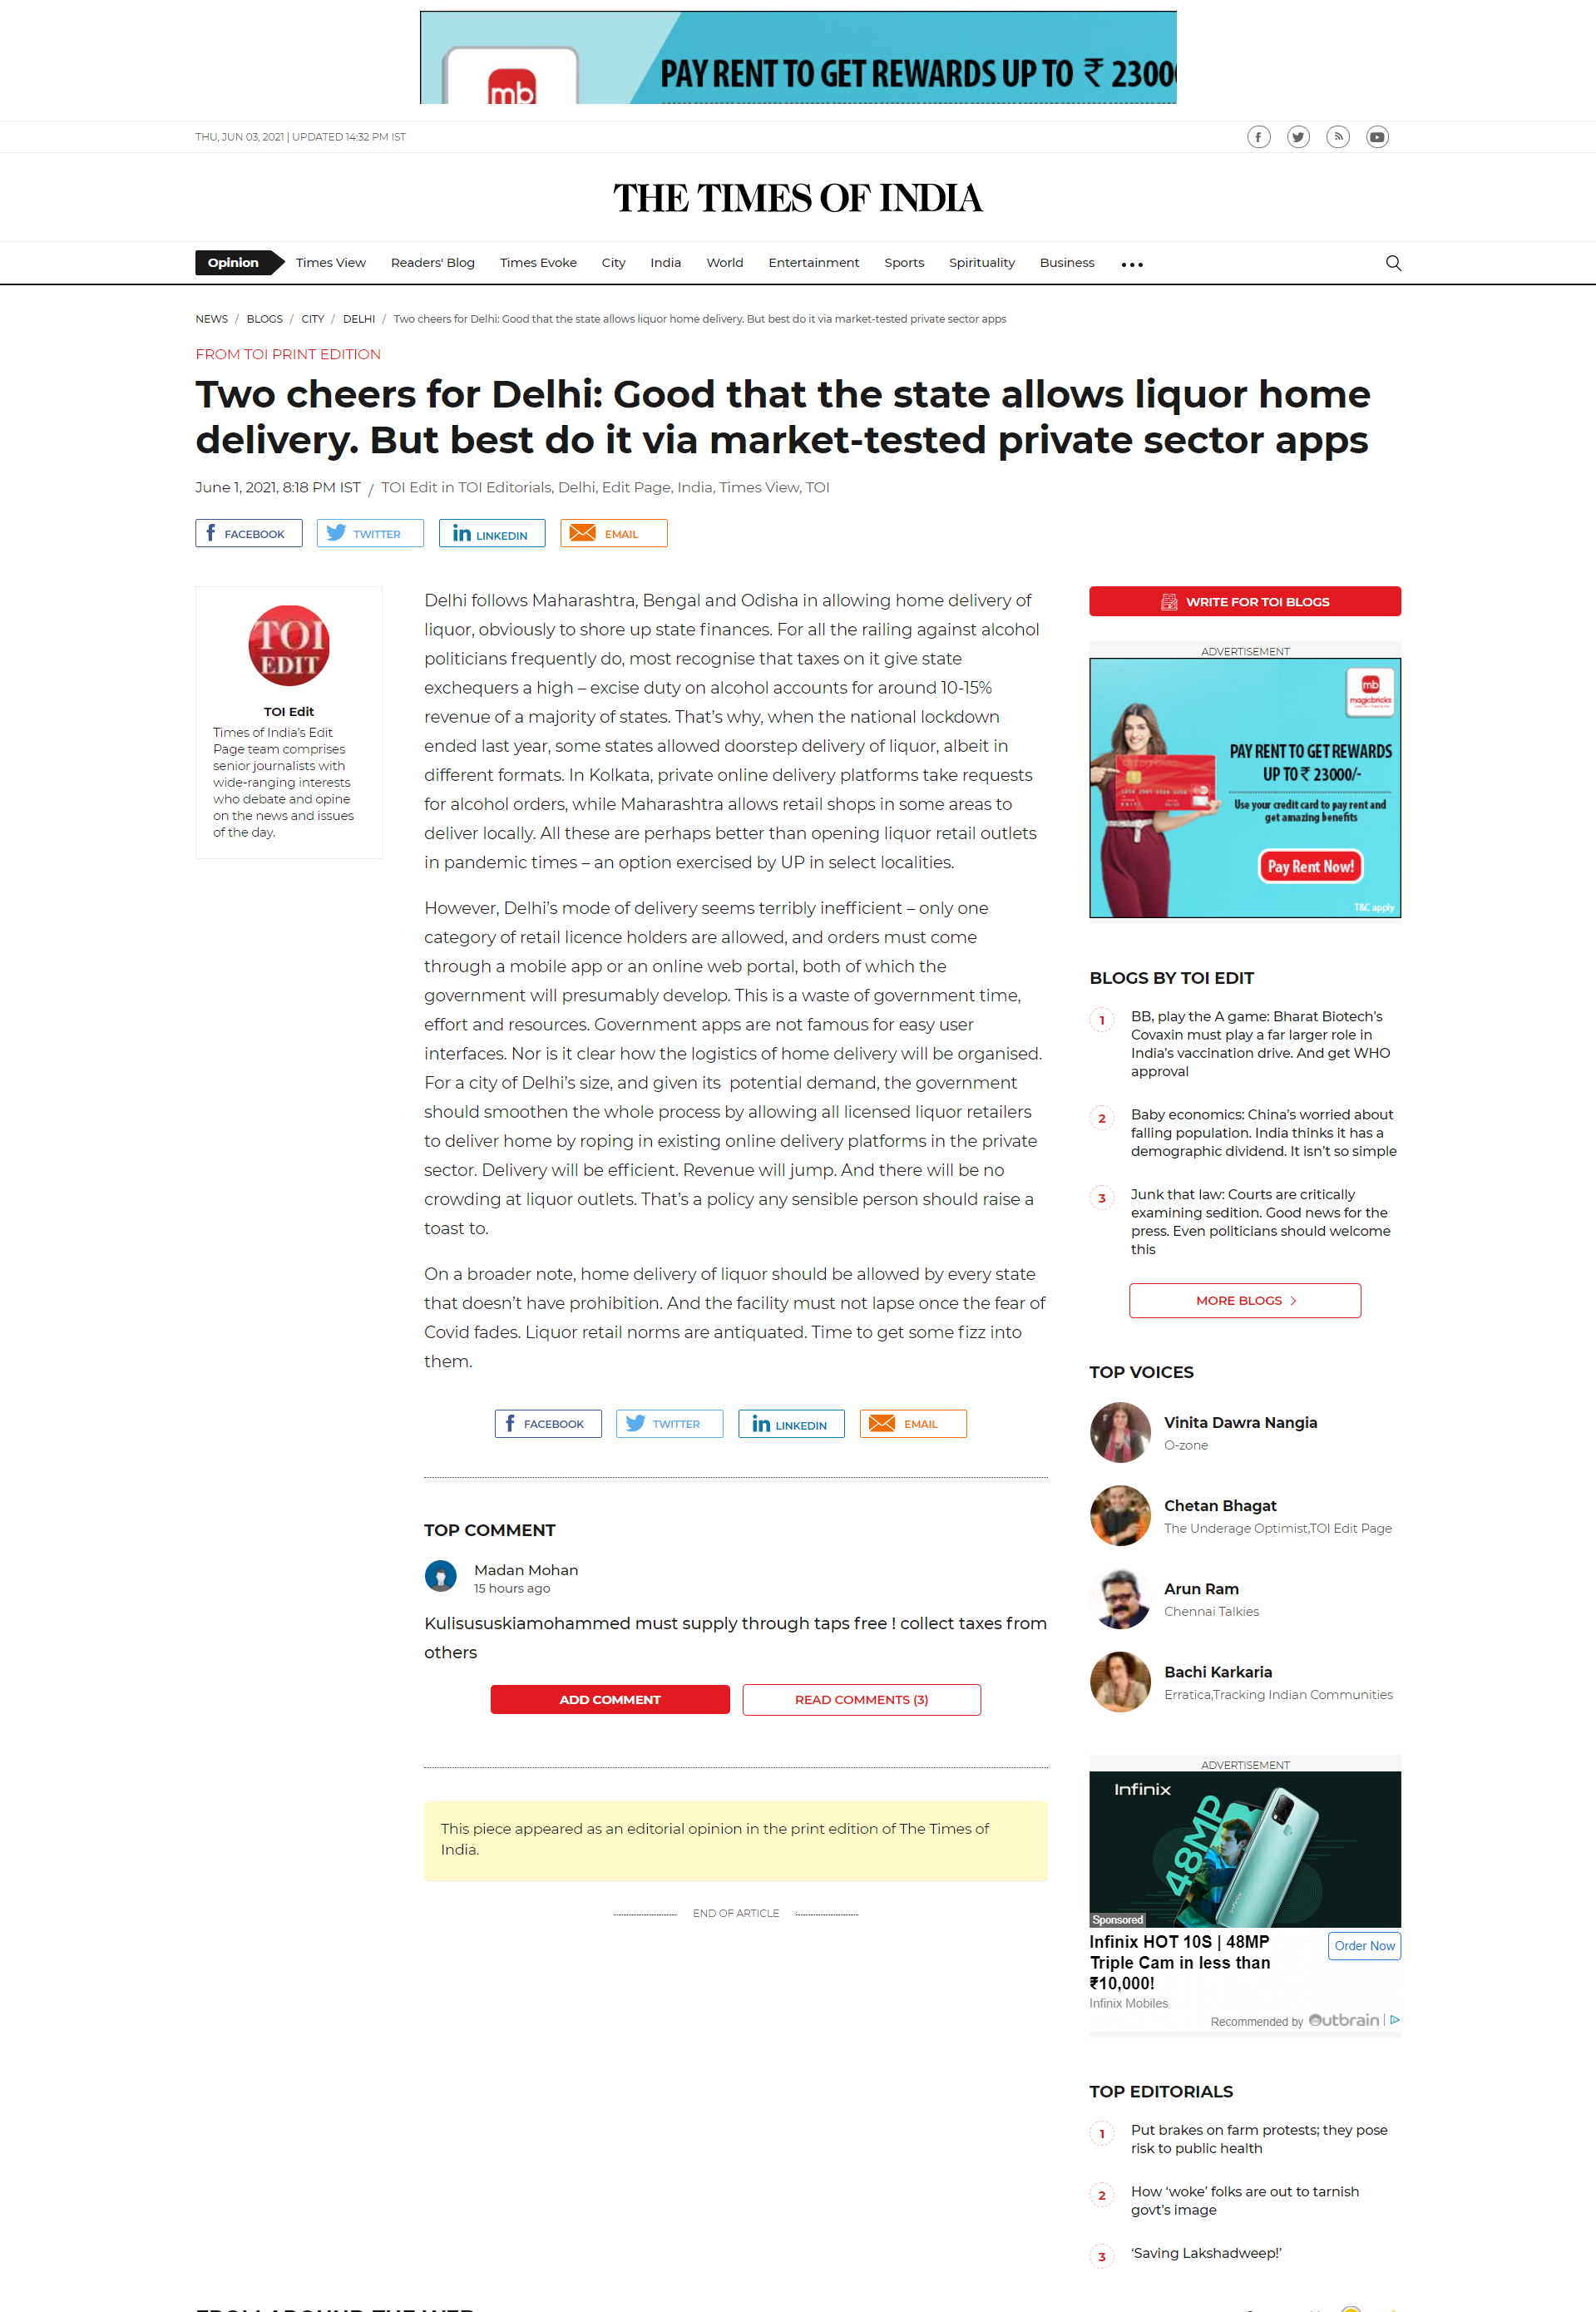 PAY RENT TO GET REWARDS UP TO ₹ 2300
mb
THU, JUN 03, 2021 | UPDATED 14:32 PM IST
THE TIMES OF INDIA
Opinion Times View Readers' Blog Times Evoke City India World Entertainment Sports Spirituality Business
NEWS / BLOGS / CITY / DELHI / Two cheers for Delhi: Good that the state allows liquor home delivery. But best do it via market-tested private sector apps
FROM TOI PRINT EDITION
Two cheers for Delhi: Good that the state allows liquor home
delivery. But best do it via market-tested private sector apps
June 1, 2021, 8:18 PM IST / TOI Edit in TOI Editorials, Delhi, Edit Page, India, Times View, TOI
FACEBOOK TWITTER LINKEDIN EMAIL
TOI
EDIT
TOI Edit
Times of India's Edit
Page team comprises
senior journalists with
wide-ranging interests
who debate and opine
on the news and issues
of the day.
Delhi follows Maharashtra, Bengal and Odisha in allowing home delivery of
liquor, obviously to shore up state finances. For all the railing against alcohol
politicians frequently do, most recognise that taxes on it give state
exchequers a high – excise duty on alcohol accounts for around 10-15%
revenue of a majority of states. That's why, when the national lockdown
ended last year, some states allowed doorstep delivery of liquor, albeit in
different formats. In Kolkata, private online delivery platforms take requests
for alcohol orders, while Maharashtra allows retail shops in some areas to
deliver locally. All these are perhaps better than opening liquor retail outlets
in pandemic times – an option exercised by UP in select localities.
However, Delhi's mode of delivery seems terribly inefficient – only one
category of retail licence holders are allowed, and orders must come
through a mobile app or an online web portal, both of which the
government will presumably develop. This is a waste of government time,
effort and resources. Government apps are not famous for easy user
interfaces. Nor is it clear how the logistics of home delivery will be organised.
For a city of Delhi's size, and given its potential demand, the government
should smoothen the whole process by allowing all licensed liquor retailers
to deliver home by roping in existing online delivery platforms in the private
sector. Delivery will be efficient. Revenue will jump. And there will be no
crowding at liquor outlets. That's a policy any sensible person should raise a
toast to.
On a broader note, home delivery of liquor should be allowed by every state
that doesn't have prohibition. And the facility must not lapse once the fear of
Covid fades. Liquor retail norms are antiquated. Time to get some fizz into
them.
FACEBOOK TWITTER LINKEDIN EMAIL
TOP COMMENT
Madan Mohan
15 hours ago
Kulisususkiamohammed must supply through taps free ! collect taxes from
others
ADD COMMENT READ COMMENTS (3)
This piece appeared as an editorial opinion in the print edition of The Times of
India.
END OF ARTICLE
WRITE FOR TOI BLOGS
ADVERTISEMENT
mb
magicbricks
CREDIT CARD
PAY RENT TO GET REWARDS
UP TO ₹ 23000/-
Use your credit card to pay rent and
get amazing benefits
Pay Rent Now!
T&C apply
BLOGS BY TOI EDIT
1 BB, play the A game: Bharat Biotech's
Covaxin must play a far larger role in
India's vaccination drive. And get WHO
approval
2 Baby economics: China's worried about
falling population. India thinks it has a
demographic dividend. It isn't so simple
3 Junk that law: Courts are critically
examining sedition. Good news for the
press. Even politicians should welcome
this
MORE BLOGS
TOP VOICES
Vinita Dawra Nangia
O-zone
Chetan Bhagat
The Underage Optimist,TOI Edit Page
Arun Ram
Chennai Talkies
Bachi Karkaria
Erratica,Tracking Indian Communities
ADVERTISEMENT
Infinix
48MP
Infinix
Sponsored
Infinix HOT 10S | 48MP
Triple Cam in less than
₹10,000!
Order Now
Infinix Mobiles
Recommended by Outbrain
TOP EDITORIALS
1 Put brakes on farm protests; they pose
risk to public health
2 How 'woke' folks are out to tarnish
govt's image
3 'Saving Lakshadweep!'
FROM AROUND THE WEB